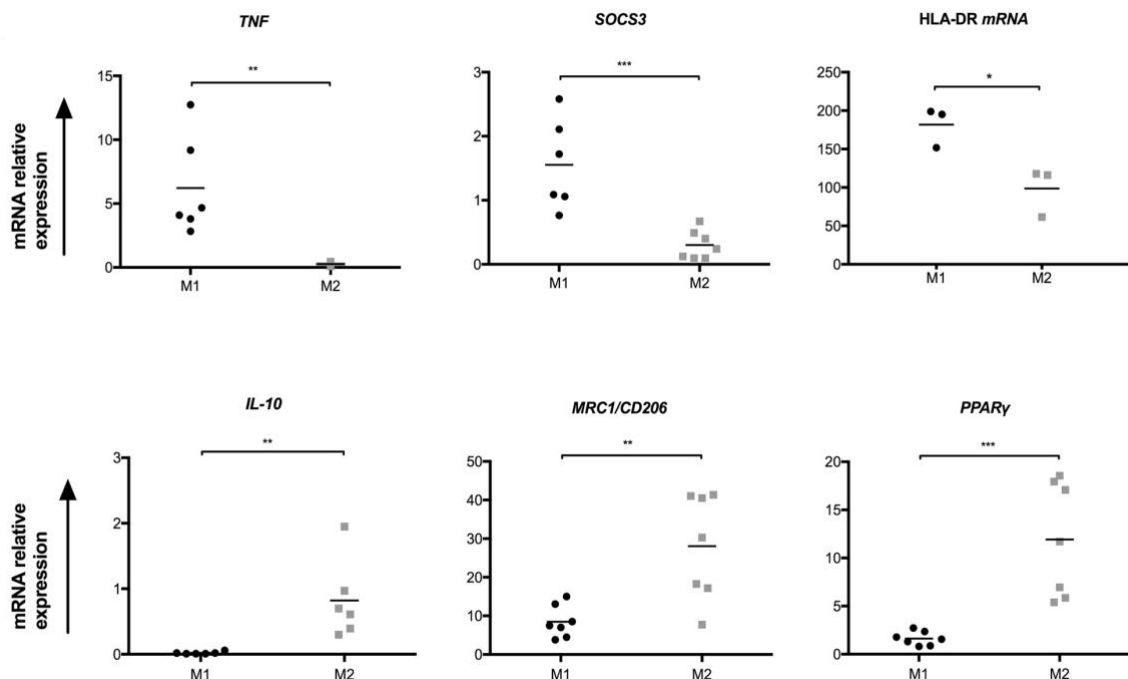 TNF
SOCS3
HLA-DR mRNA
mRNA relative
expression
15
10
5
0
**
M1
M2
3
2
1
0
***
M1
M2
250
200
150
100
50
0
*
M1
M2
IL-10
MRC1/CD206
PPARγ
mRNA relative
expression
3
2
1
0
**
M1
M2
50
40
30
20
10
0
**
M1
M2
20
15
10
5
0
***
M1
M2